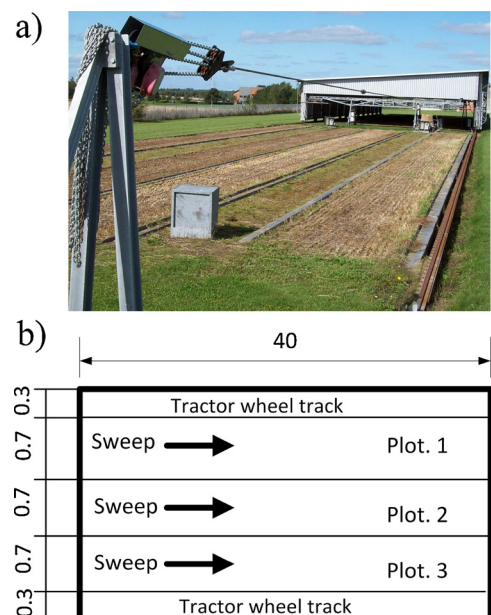 a)
b)
40
0.3
Tractor wheel track
0.7
Sweep
Plot. 1
0.7
Sweep
Plot. 2
0.7
Sweep
Plot. 3
0.3
Tractor wheel track